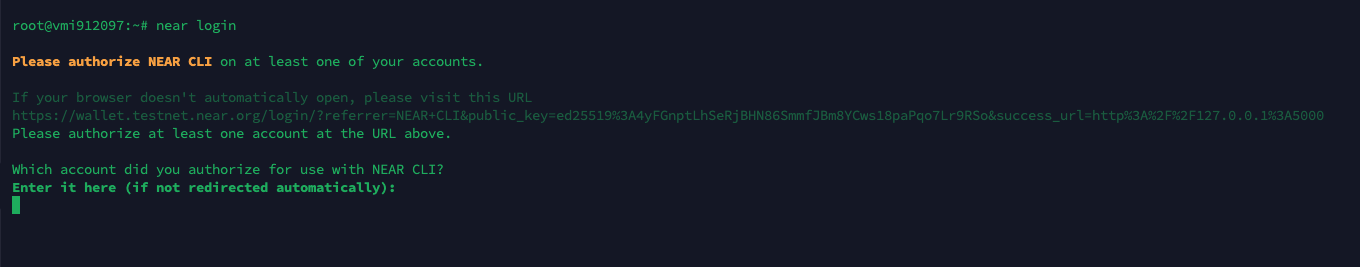 root@vmi912097:~# near login
Please authorize NEAR CLI on at least one of your accounts.
If your browser doesn't automatically open, please visit this URL
https://wallet.testnet.near.org/login/?referrer=NEAR+CLI&public_key=ed25519%3A4yFGnptLhSeRjBHN86SmmfJBm8YCws18paPqo7Lr9RSo&success_url=http%3A%2F%2F127.0.0.1%3A5000
Please authorize at least one account at the URL above.
Which account did you authorize for use with NEAR CLI?
Enter it here (if not redirected automatically):